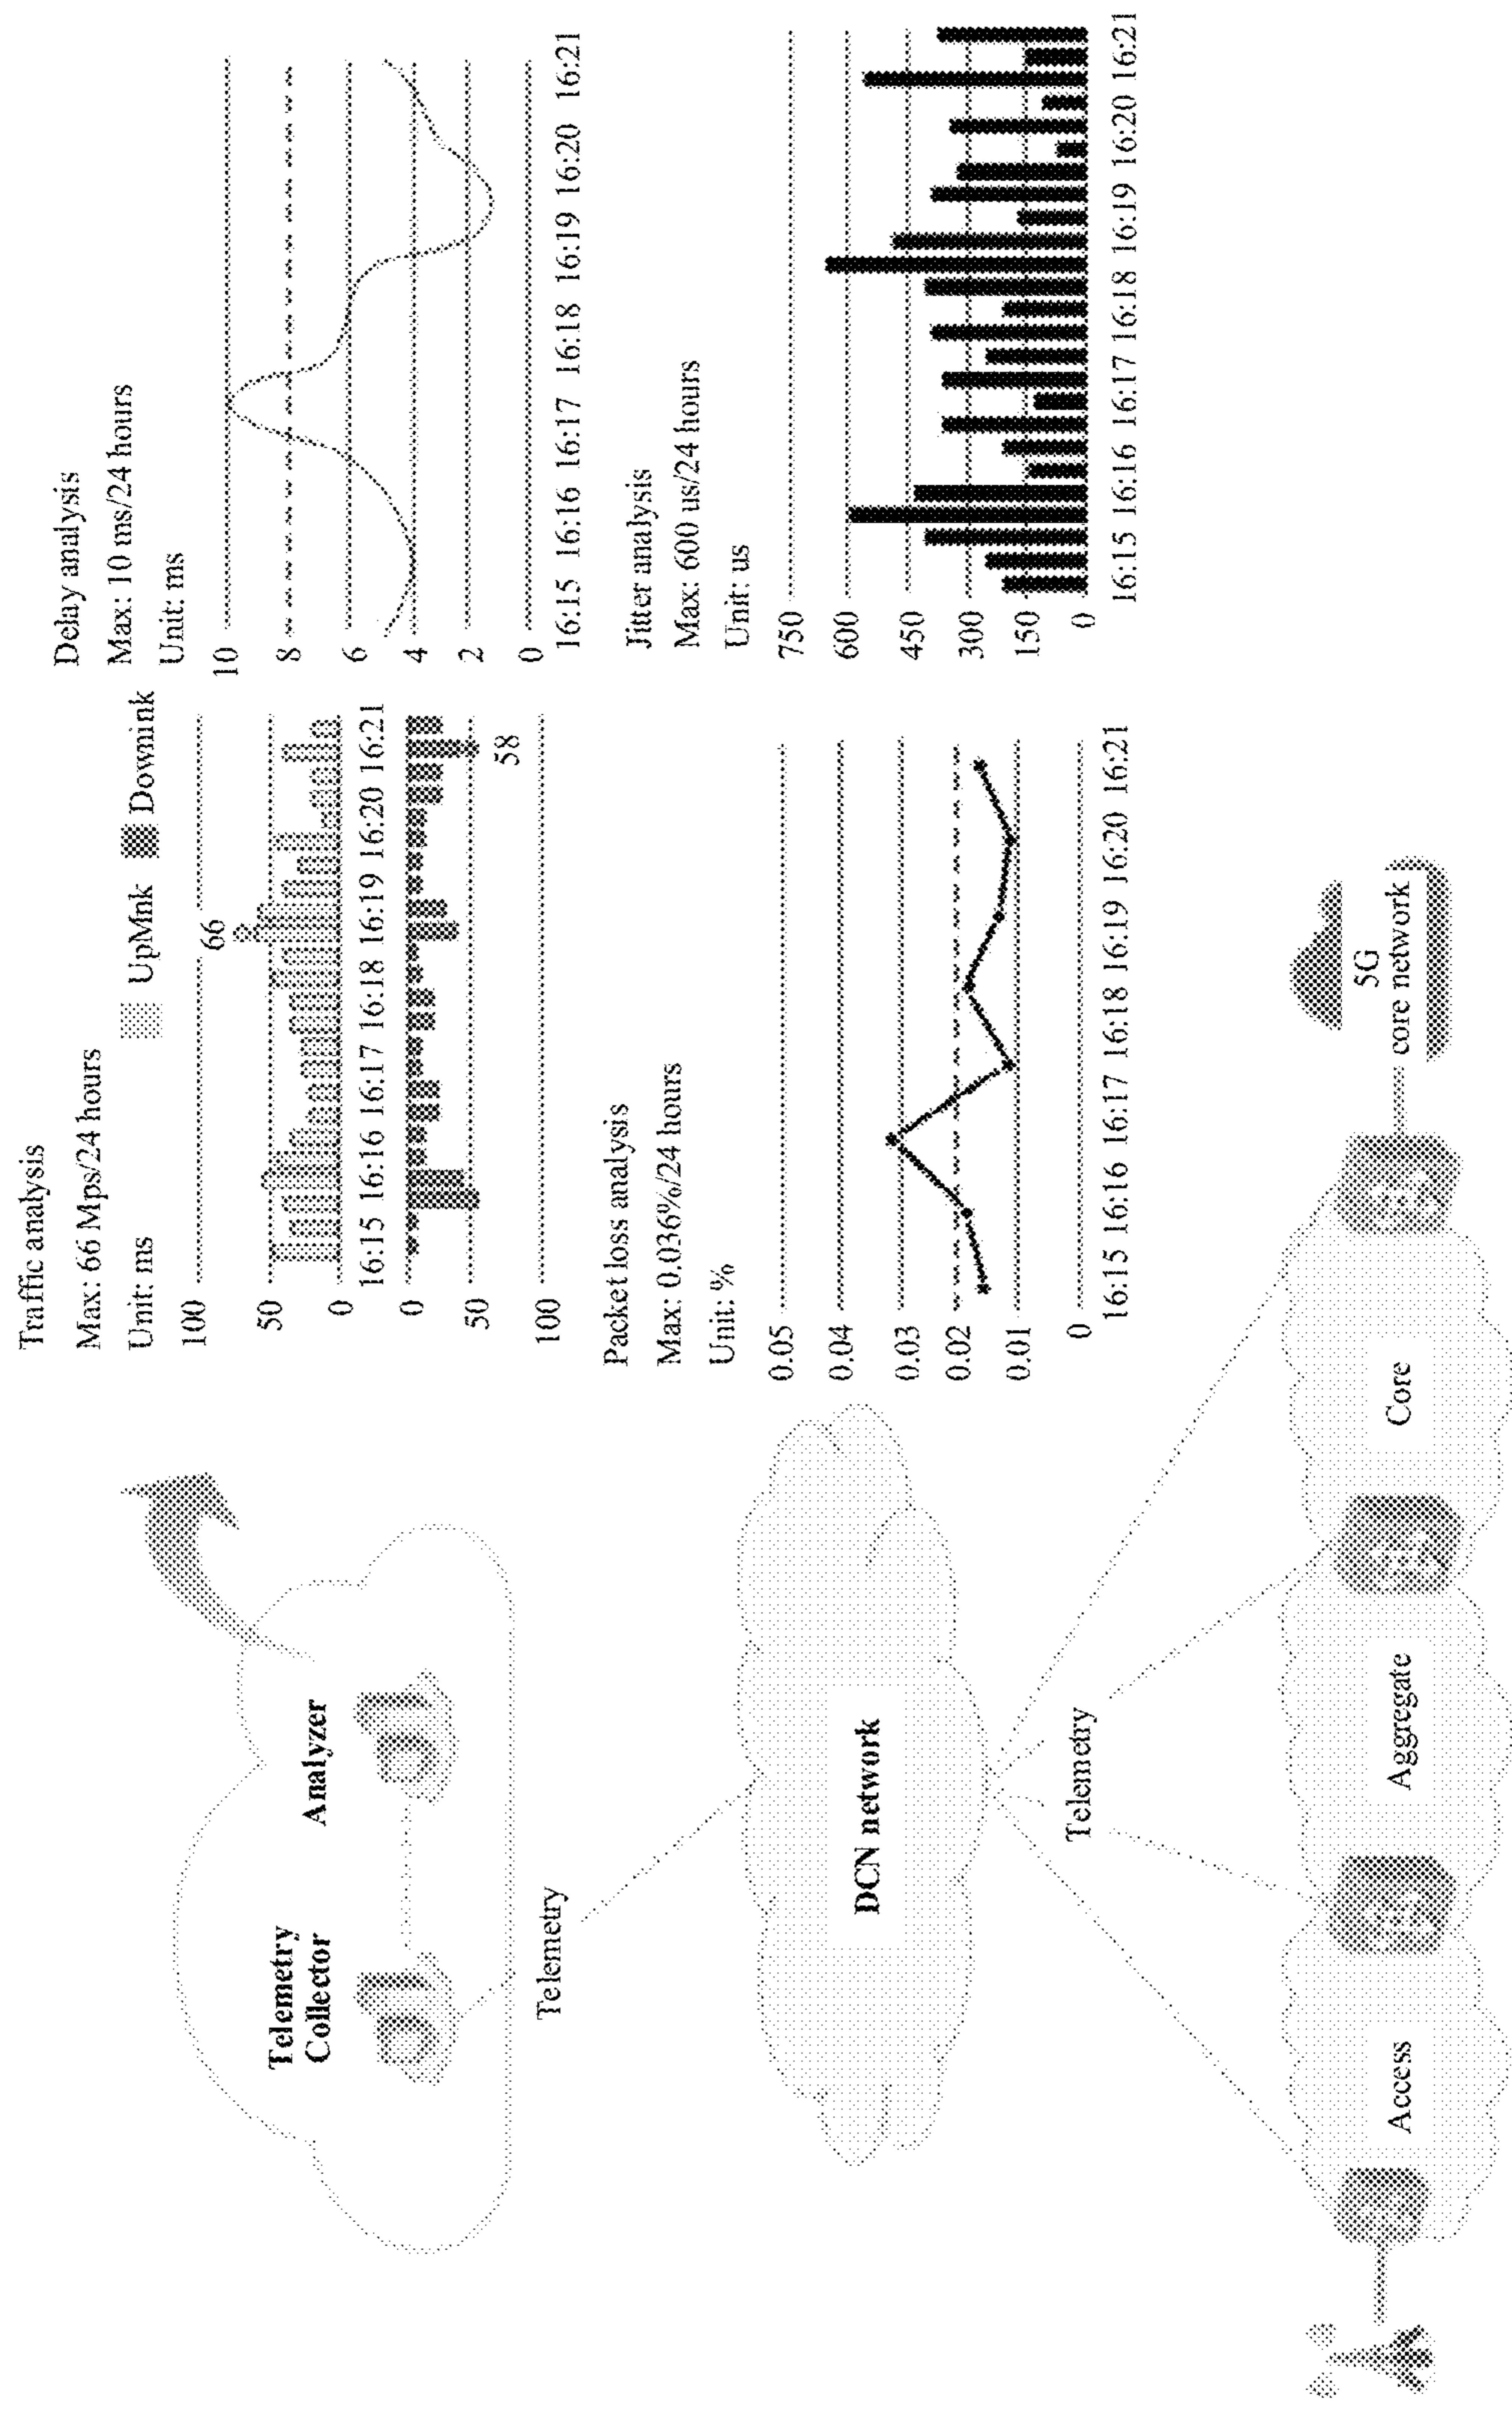 Telemetry
Collector
Analyzer
Telemetry
DCN network
Telemetry
Access
Aggregate
Core
5G
core network
Traffic analysis
Max: 66 Mps/24 hours
Unit: ms
UpMnk
Downink
100
66
50
0
16:15 16:16 16:17 16:18 16:19 16:20 16:21
0
50
58
100
Delay analysis
Max: 10 ms/24 hours
Unit: ms
10
8
6
4
2
0
16:15 16:16 16:17 16:18 16:19 16:20 16:21
Packet loss analysis
Max: 0.036%/24 hours
Unit: %
0.05
0.04
0.03
0.02
0.01
0
16:15 16:16 16:17 16:18 16:19 16:20 16:21
Jitter analysis
Max: 600 us/24 hours
Unit: us
750
600
450
300
150
0
16:15 16:16 16:17 16:18 16:19 16:20 16:21